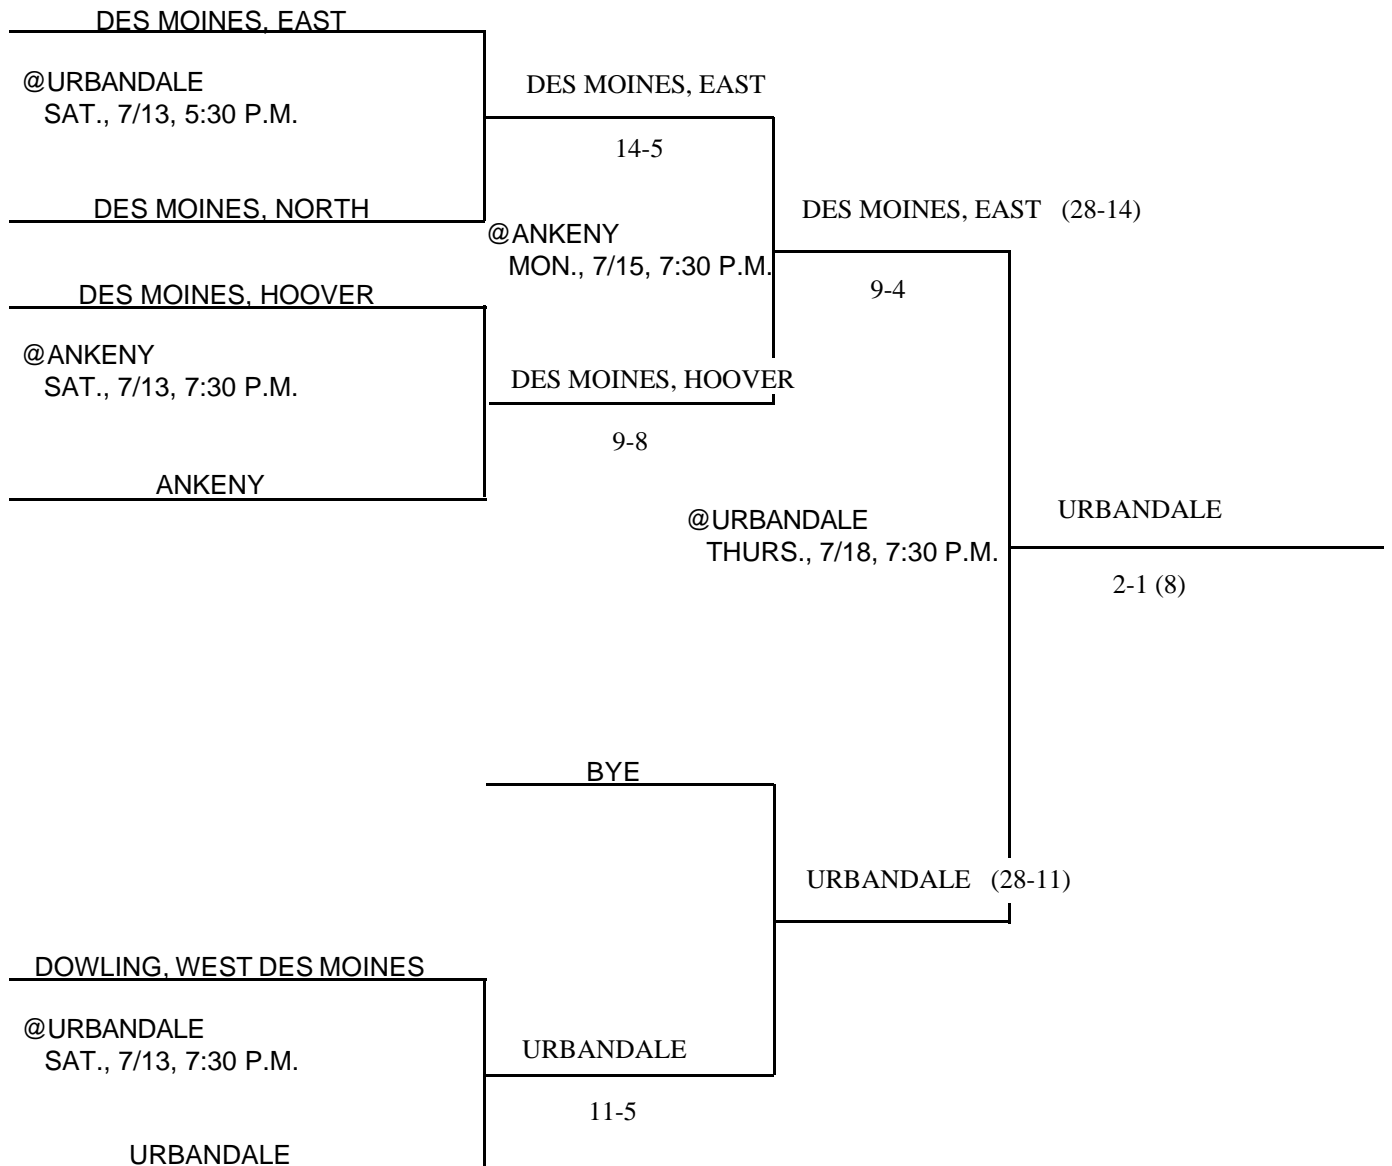 DES MOINES, EAST
@URBANDALE
SAT., 7/13, 5:30 P.M.
DES MOINES, EAST
14-5
DES MOINES, NORTH
DES MOINES, EAST (28-14)
@ANKENY
MON., 7/15, 7:30 P.M.
9-4
DES MOINES, HOOVER
@ANKENY
SAT., 7/13, 7:30 P.M.
DES MOINES, HOOVER
9-8
ANKENY
@URBANDALE
THURS., 7/18, 7:30 P.M.
URBANDALE
2-1 (8)
BYE
URBANDALE (28-11)
DOWLING, WEST DES MOINES
@URBANDALE
SAT., 7/13, 7:30 P.M.
URBANDALE
11-5
URBANDALE